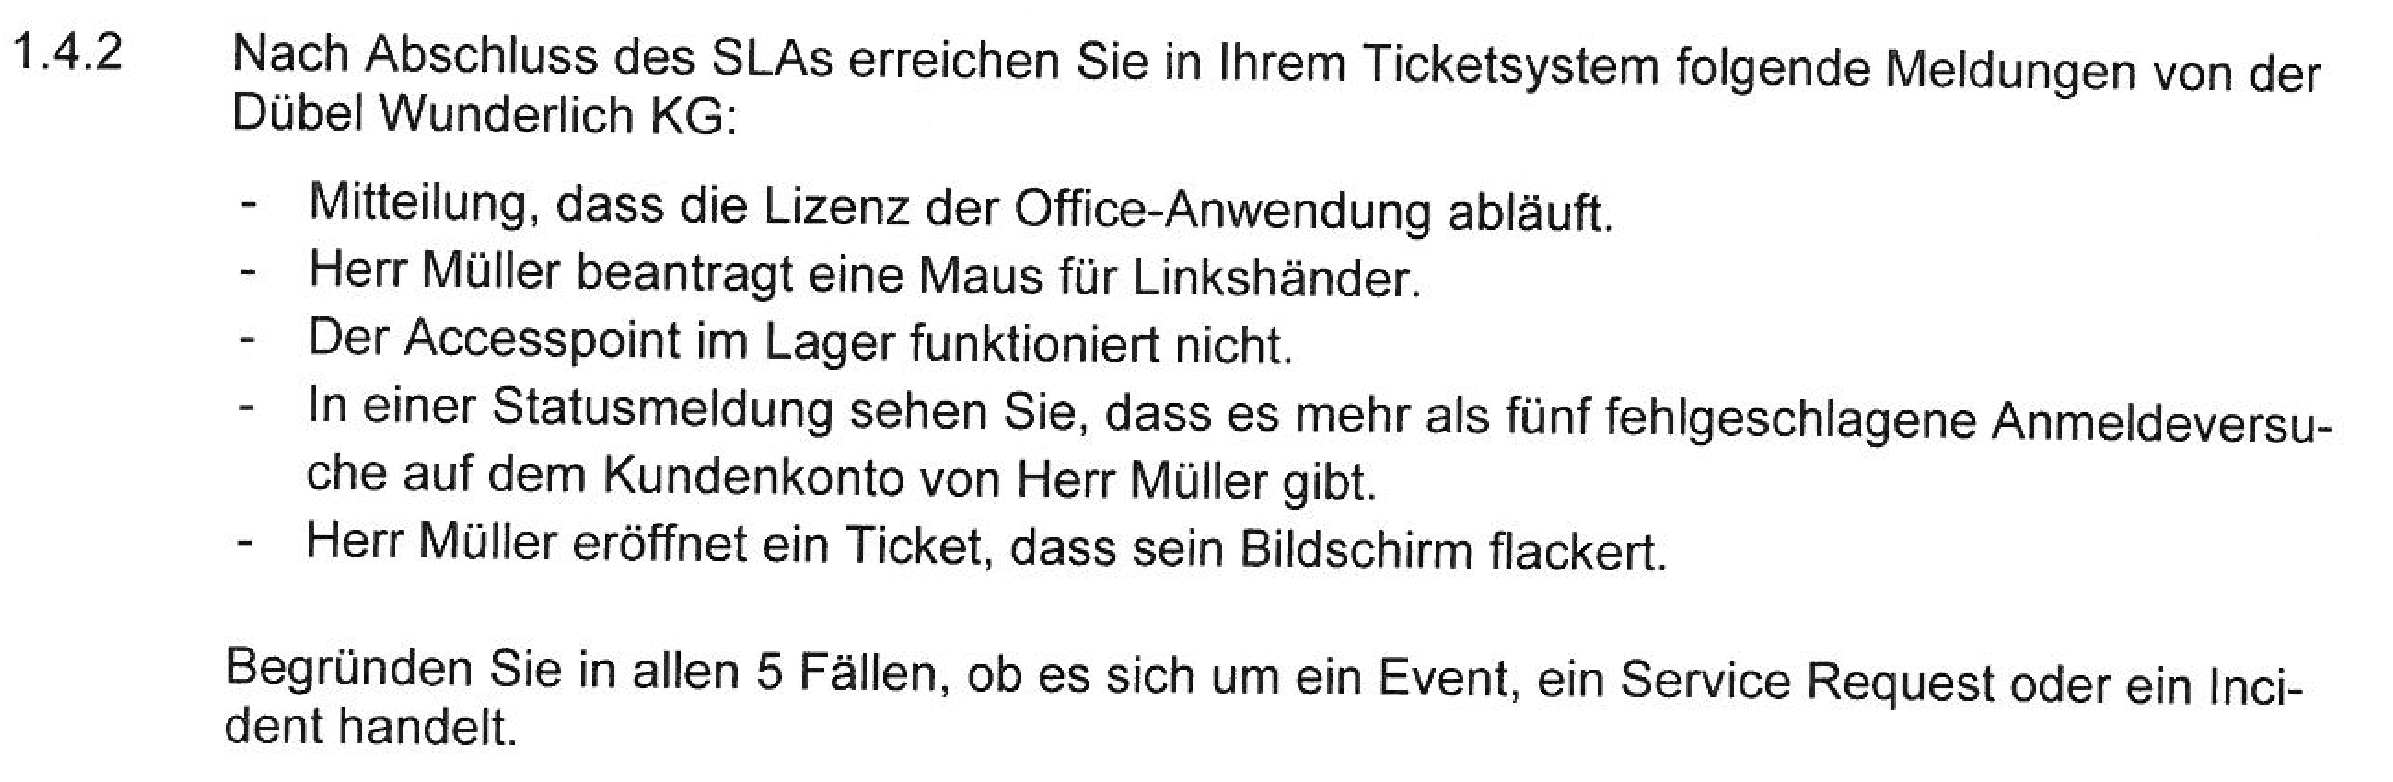 1.4.2 Nach Abschluss des SLAs erreichen Sie in Ihrem Ticketsystem folgende Meldungen von der
Dübel Wunderlich KG:
- Mitteilung, dass die Lizenz der Office-Anwendung abläuft.
- Herr Müller beantragt eine Maus für Linkshänder.
- Der Accesspoint im Lager funktioniert nicht.
- In einer Statusmeldung sehen Sie, dass es mehr als fünf fehlgeschlagene Anmeldeversu-
che auf dem Kundenkonto von Herr Müller gibt.
- Herr Müller eröffnet ein Ticket, dass sein Bildschirm flackert.
Begründen Sie in allen 5 Fällen, ob es sich um ein Event, ein Service Request oder ein Inci-
dent handelt.